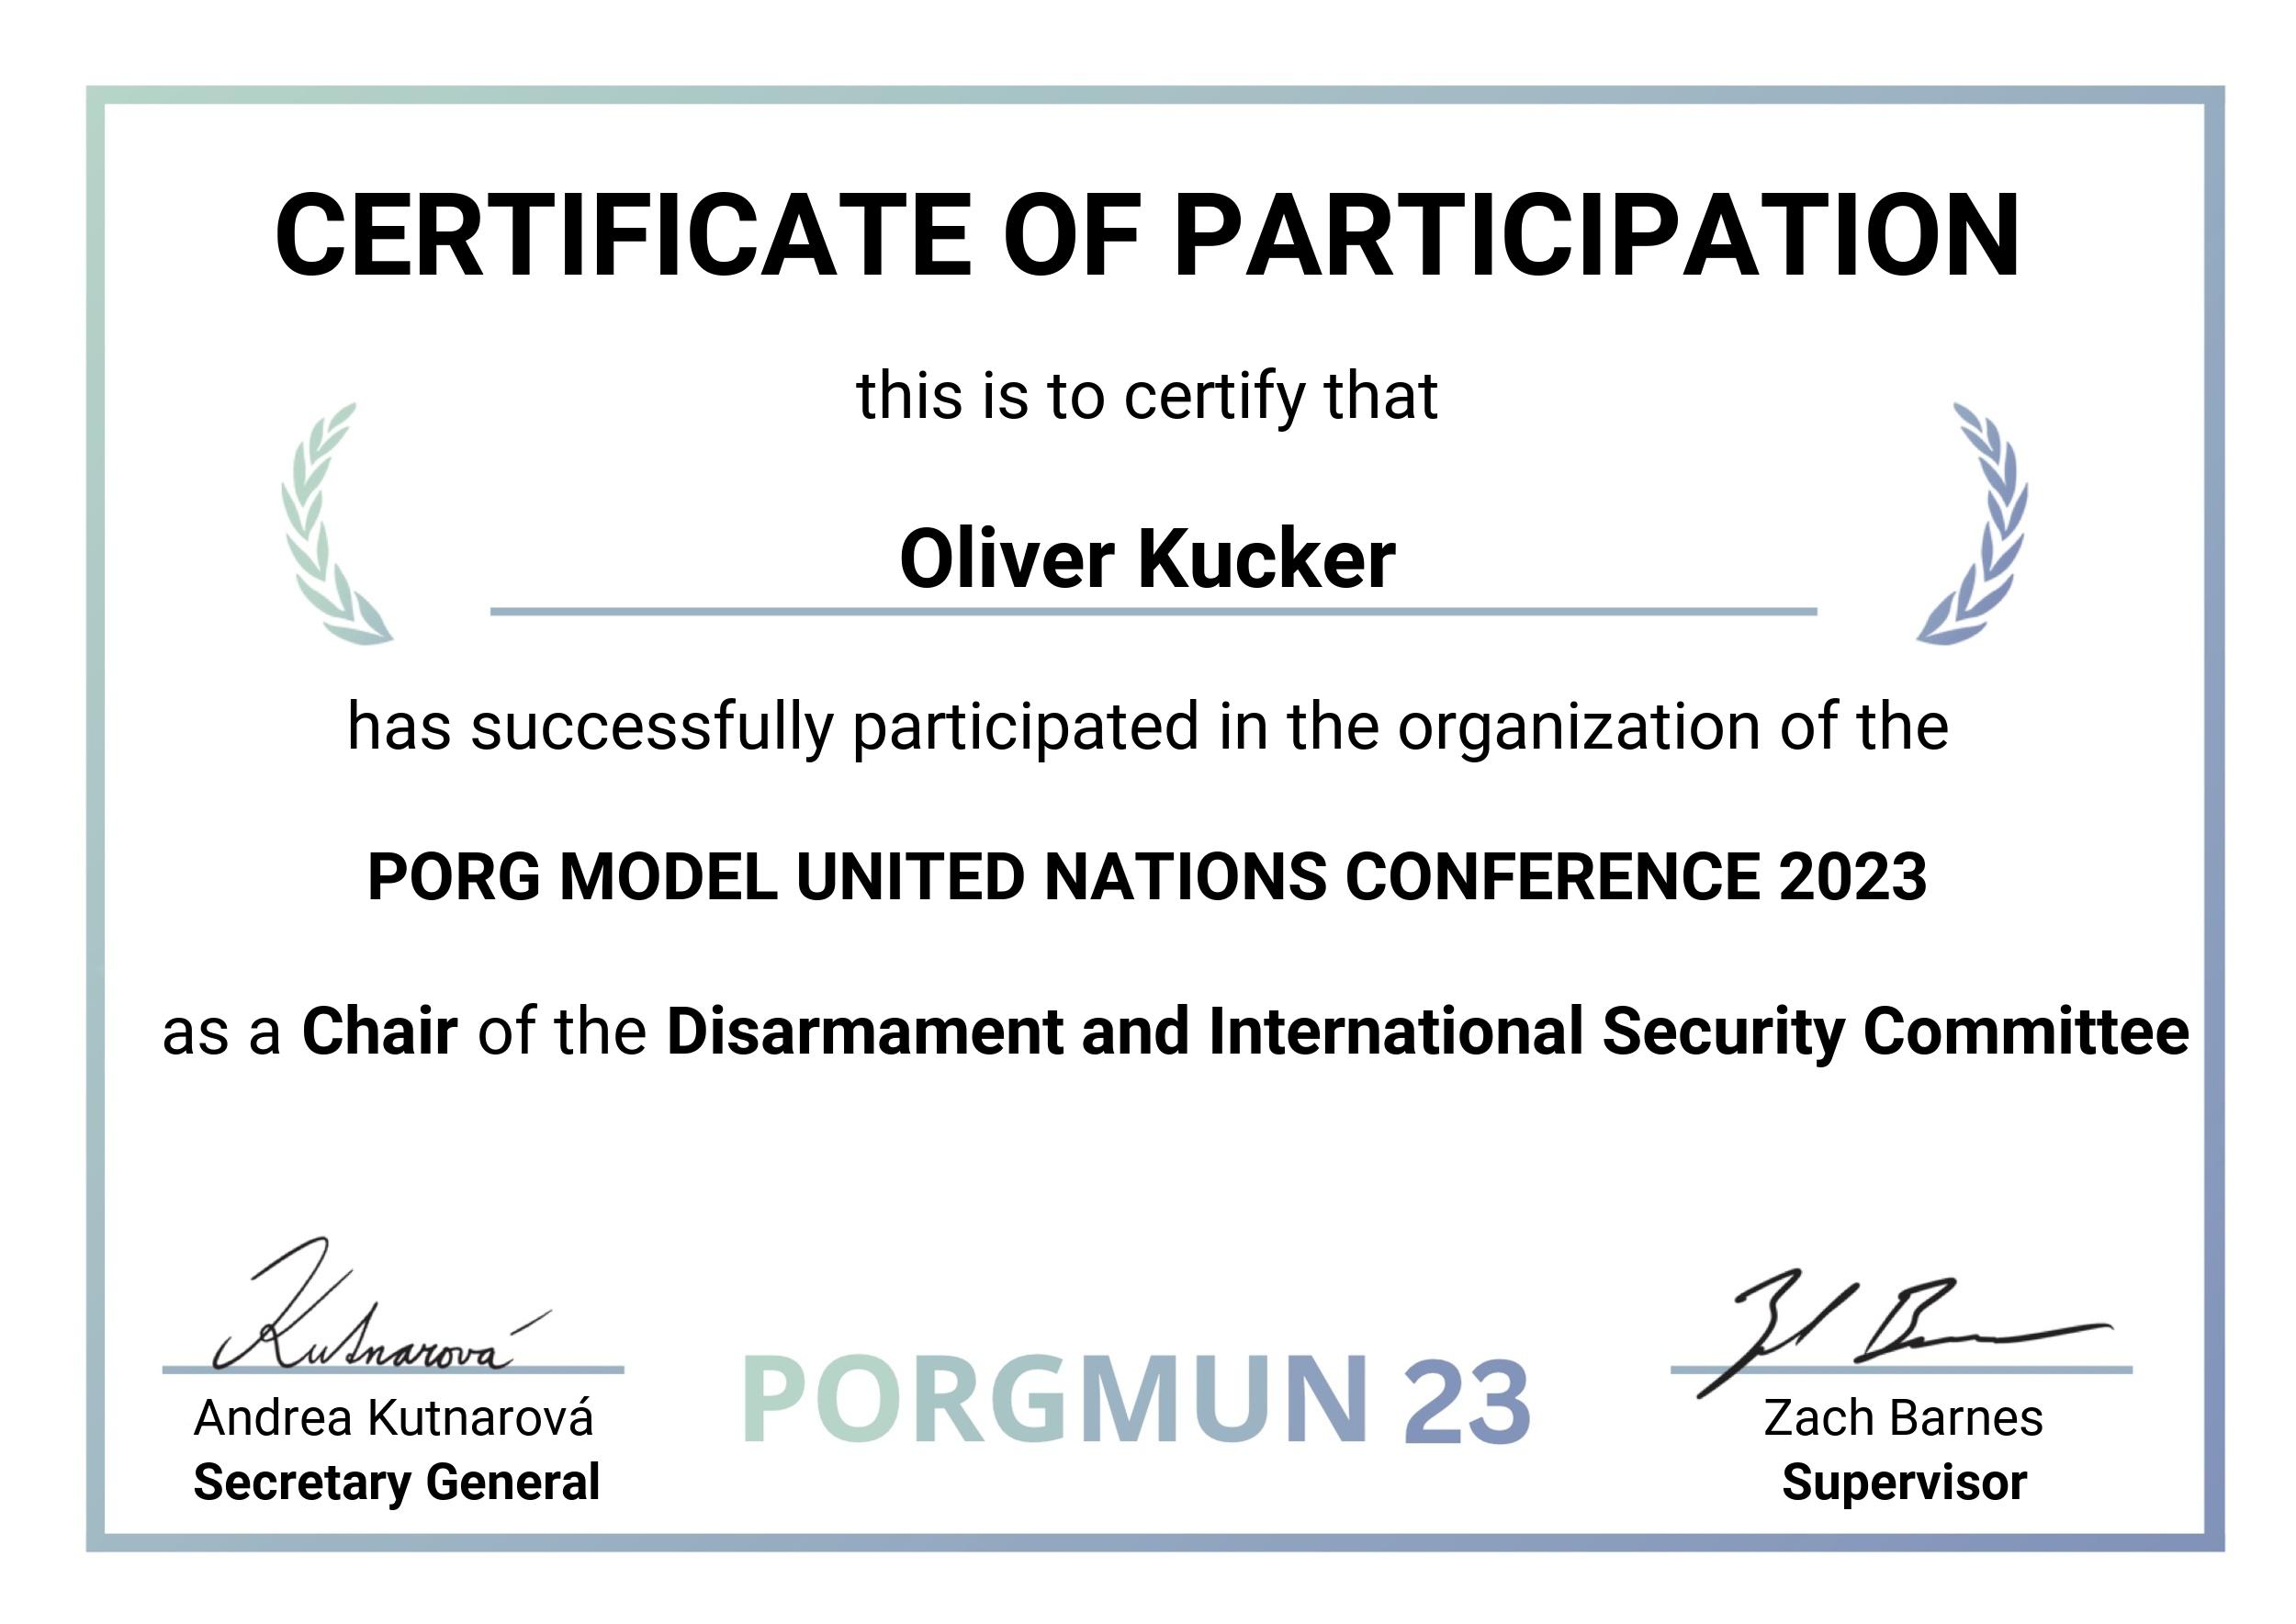 CERTIFICATE OF PARTICIPATION
this is to certify that
Oliver Kucker
has successfully participated in the organization of the
PORG MODEL UNITED NATIONS CONFERENCE 2023
as a Chair of the Disarmament and International Security Committee
Kutnarová
Andrea Kutnarová
Secretary General
PORGMUN 23
Zach Barnes
Supervisor